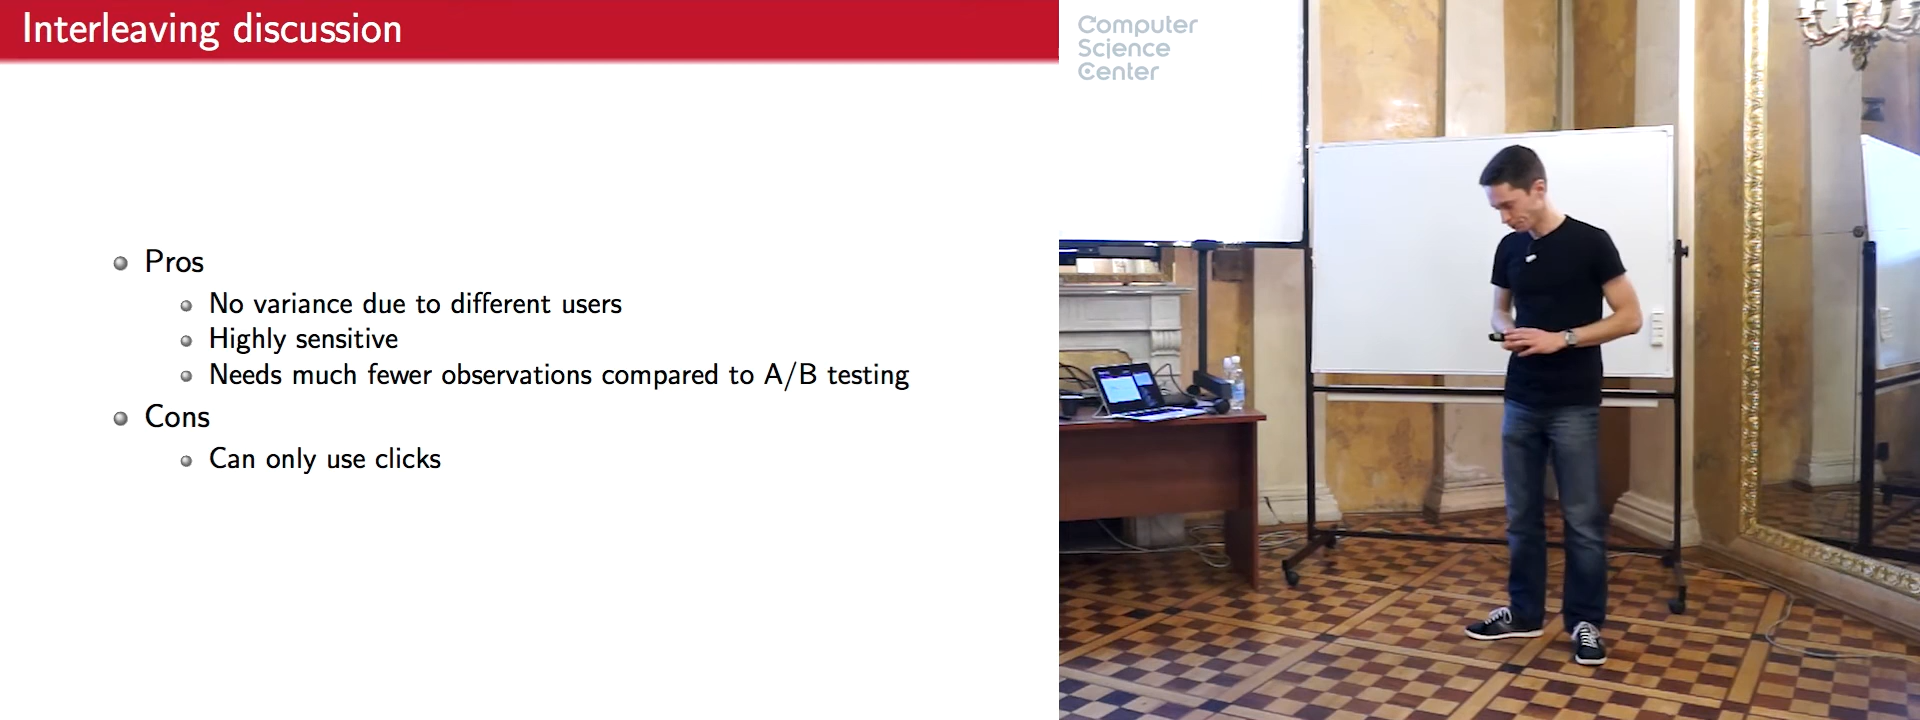 Interleaving discussion
Pros
No variance due to different users
Highly sensitive
Needs much fewer observations compared to A/B testing
Cons
Can only use clicks
Computer
Science
Center